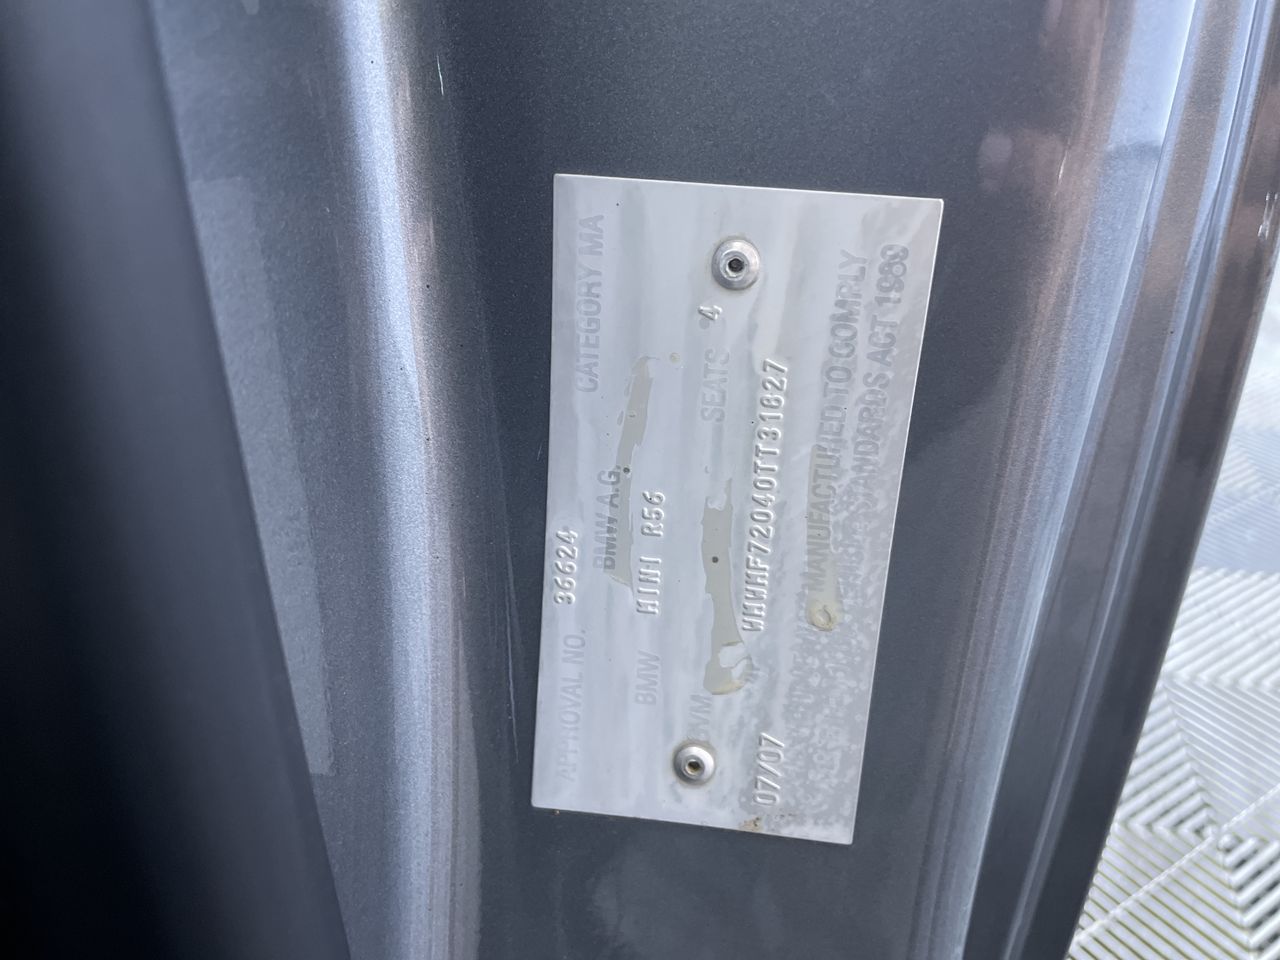 APPROVAL NO. 36624 CATEGORY MA
BMW A.G.
BMW MINI R56
SEATS 4
07/07 WMWMF72040TT31827
MANUFACTURED TO COMPLY
STANDARDS ACT 1989